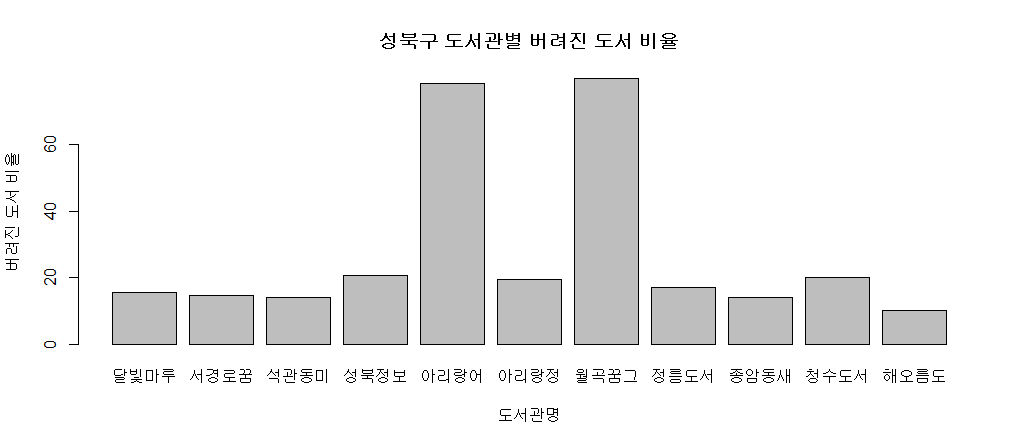 성북구 도서관별 버려진 도서 비율
버려진 도서 비율
60
40
20
0
달빛마루 서경로꿈 석관동미 성북정보 아리랑어 아리랑정 월곡꿈그 정릉도서 종암동새 청수도서 해오름도
도서관명